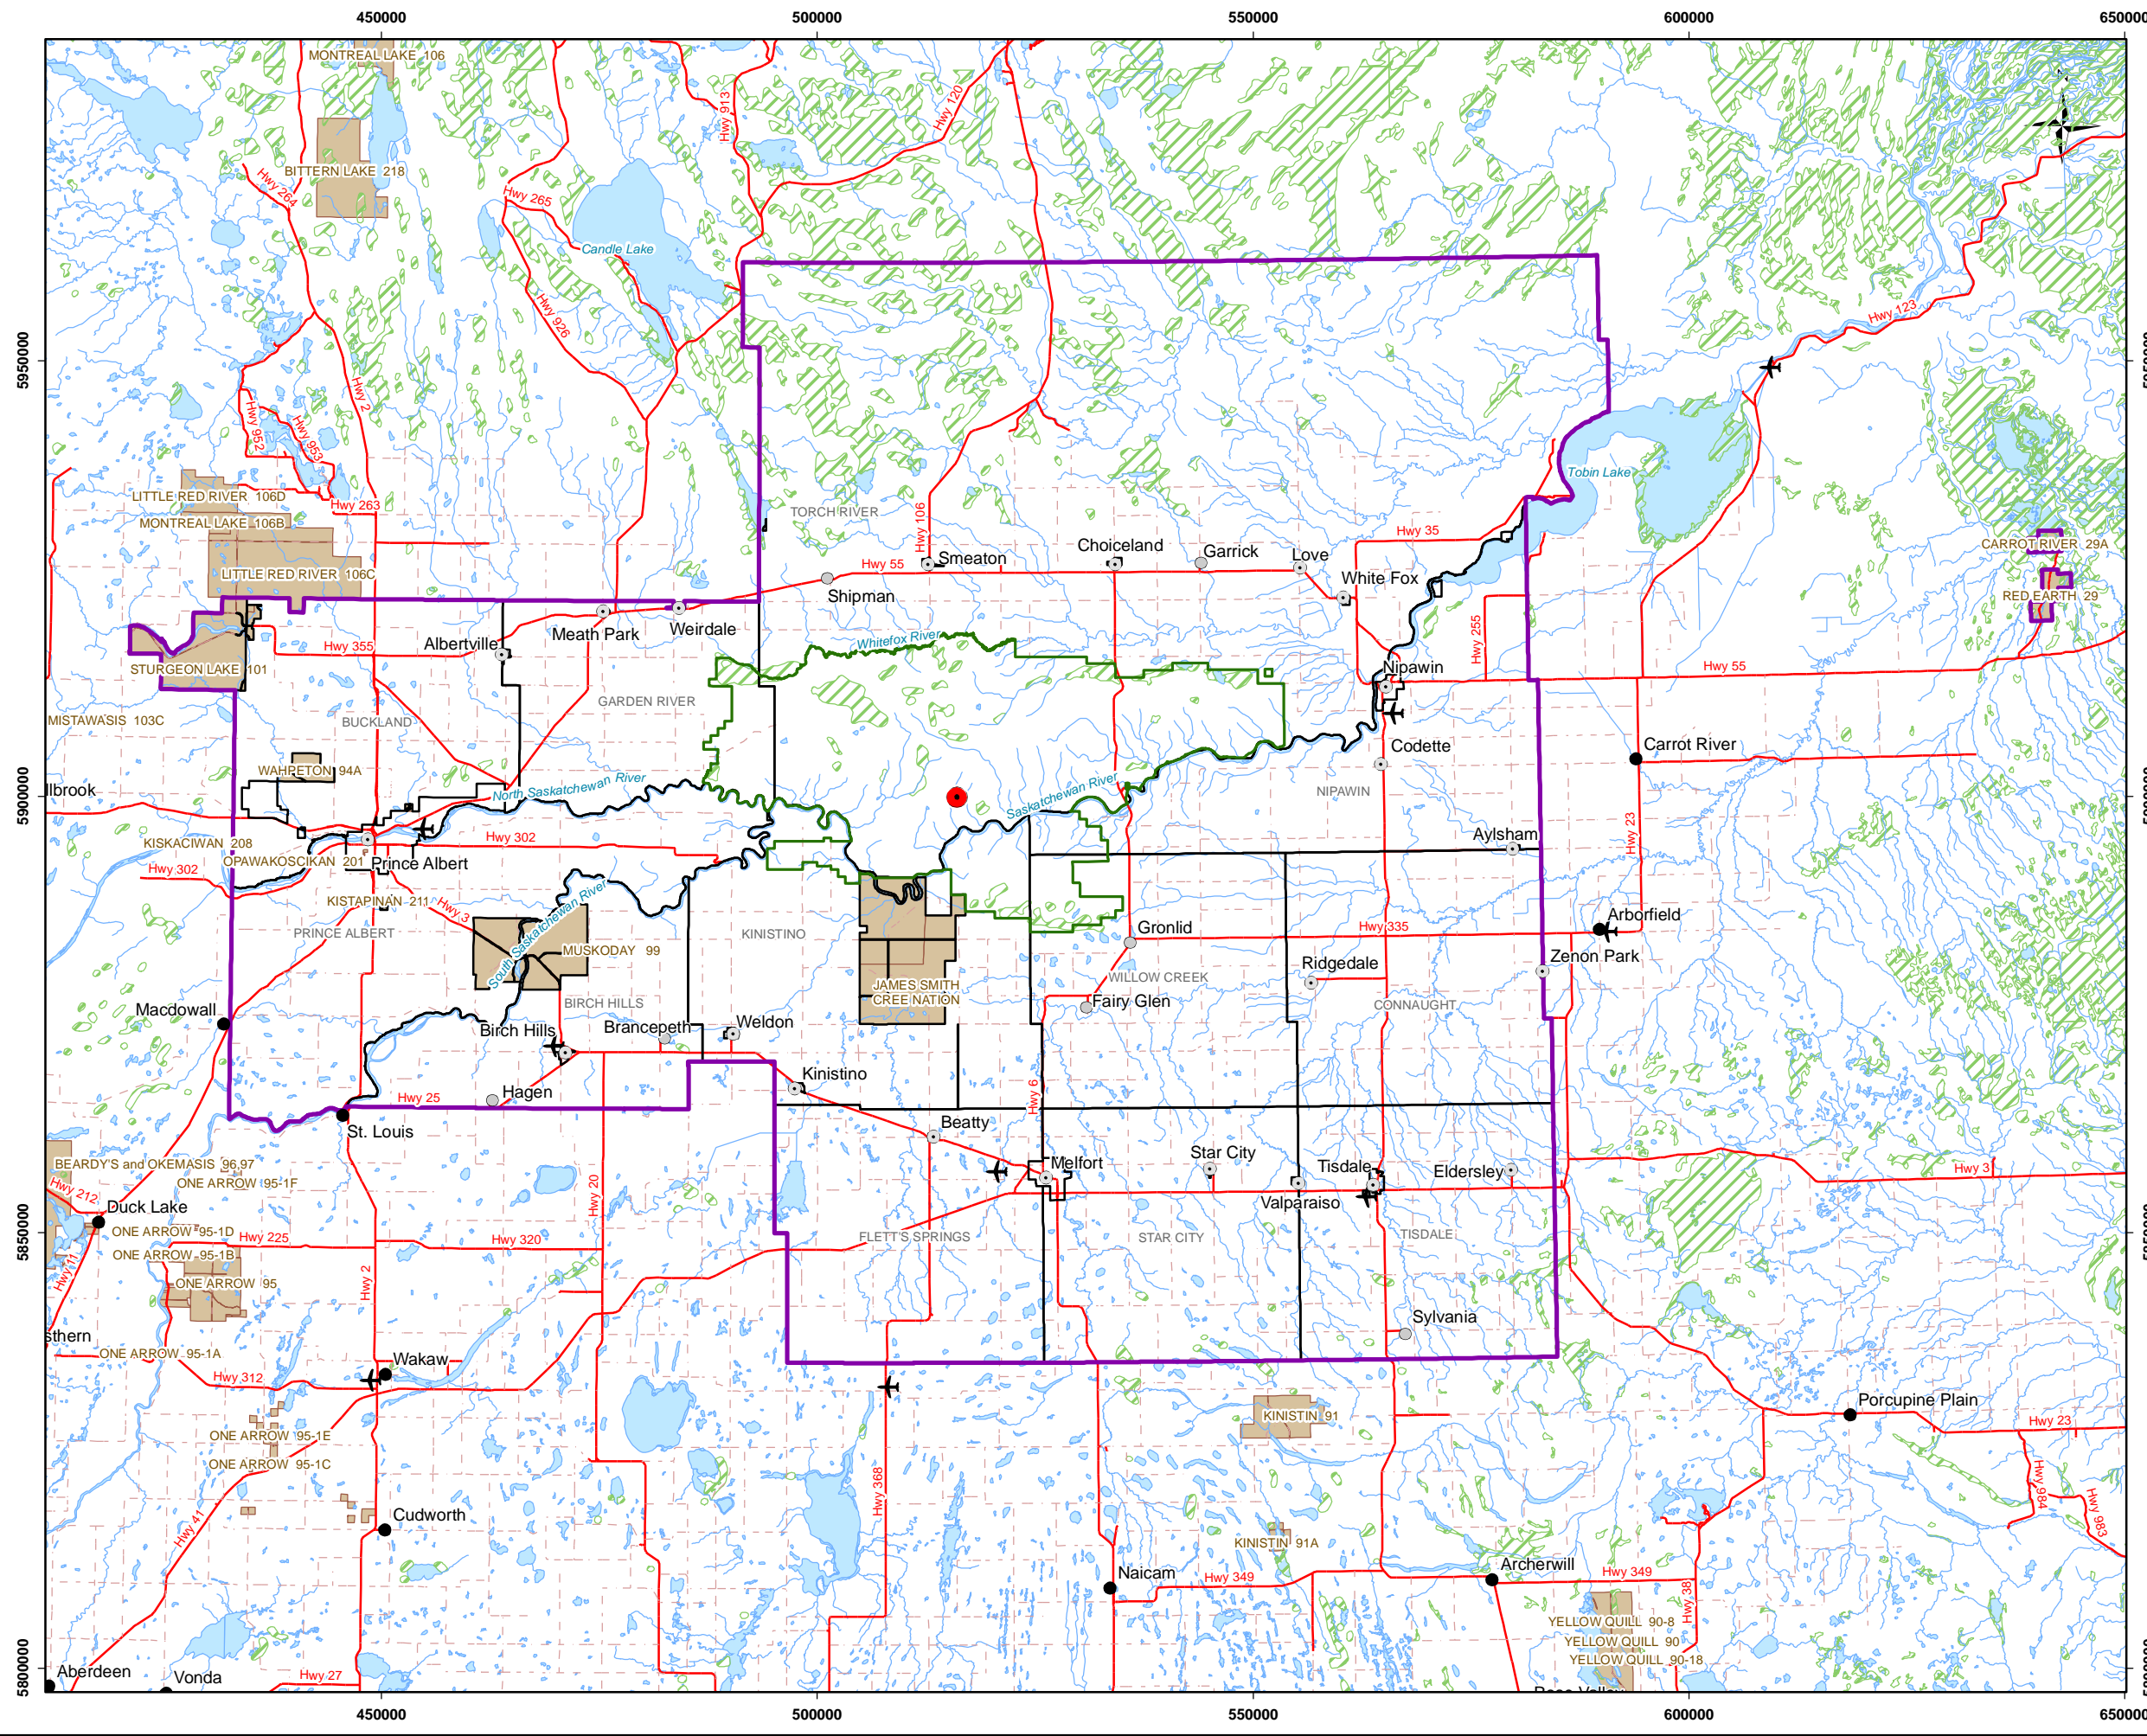 450000
500000
550000
600000
650000
MONTREAL LAKE 106
Hwy 913
Hwy 120
BITTERN LAKE 218
Hwy 264
Hwy 265
Candle Lake
Hwy 926
Hwy 123
5950000
5950000
Hwy 2
Hwy 952
Hwy 953
Tobin Lake
LITTLE RED RIVER 106D
Hwy 263
TORCH RIVER
MONTREAL LAKE 106B
Hwy 106
Hwy 35
CARROT RIVER 29A
Choiceland
Garrick
Love
Smeaton
Hwy 55
LITTLE RED RIVER 106C
White Fox
Shipman
RED EARTH 29
Meath Park
Weirdale
Whitefox River
Hwy 255
Albertville
Hwy 355
STURGEON LAKE 101
Nipawin
Hwy 55
GARDEN RIVER
MISTAWASIS 103C
BUCKLAND
Codette
Carrot River
WAHPETON 94A
North Saskatchewan River
Saskatchewan River
NIPAWIN
llbrook
5900000
5900000
Hwy 302
Aylsham
Hwy 23
KISKACIWAN 208
OPAWAKOSCIKAN 201
Prince Albert
Hwy 302
KISTAPINAN 211
Hwy 3
South Saskatchewan River
Arborfield
PRINCE ALBERT
KINISTINO
Gronlid
Hwy 335
MUSKODAY 99
Zenon Park
Ridgedale
WILLOW CREEK
JAMES SMITH
CREE NATION
BIRCH HILLS
Fairy Glen
CONNAUGHT
Macdowall
Birch Hills
Brancepeth
Weldon
Kinistino
Hagen
Hwy 25
Hwy 6
St. Louis
Beatty
BEARDY'S and OKEMASIS 96,97
ONE ARROW 95-1F
Melfort
Star City
Tisdale
Eldersley
Hwy 3
Hwy 212
Hwy 20
Valparaiso
Duck Lake
ONE ARROW 95-1D
Hwy 225
Hwy 320
FLETT'S SPRINGS
STAR CITY
TISDALE
5850000
5850000
ONE ARROW 95-1B
Hwy 11
ONE ARROW 95
Hwy 2
Sylvania
sthern
ONE ARROW 95-1A
Wakaw
Hwy 312
Porcupine Plain
KINISTIN 91
Hwy 23
ONE ARROW 95-1E
ONE ARROW 95-1C
Hwy 368
Hwy 984
Hwy 983
Cudworth
Hwy 41
KINISTIN 91A
Naicam
Hwy 349
Archerwill
Hwy 349
Hwy 38
YELLOW QUILL 90-8
YELLOW QUILL 90
YELLOW QUILL 90-18
Aberdeen
Vonda
Hwy 27
Rose Valley
5800000
450000
500000
550000
600000
650000